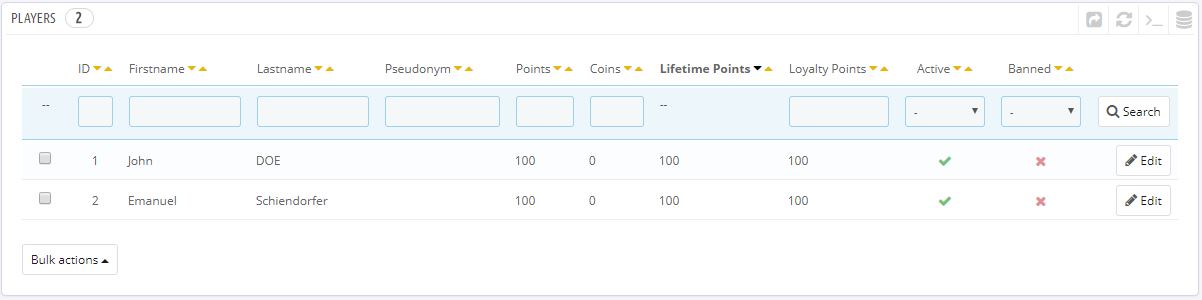 PLAYERS 2
ID Firstname Lastname Pseudonym Points Coins Lifetime Points Loyalty Points Active Banned
-- -- - - Search
1 John DOE 100 0 100 100 Edit
2 Emanuel Schiendorfer 100 0 100 100 Edit
Bulk actions